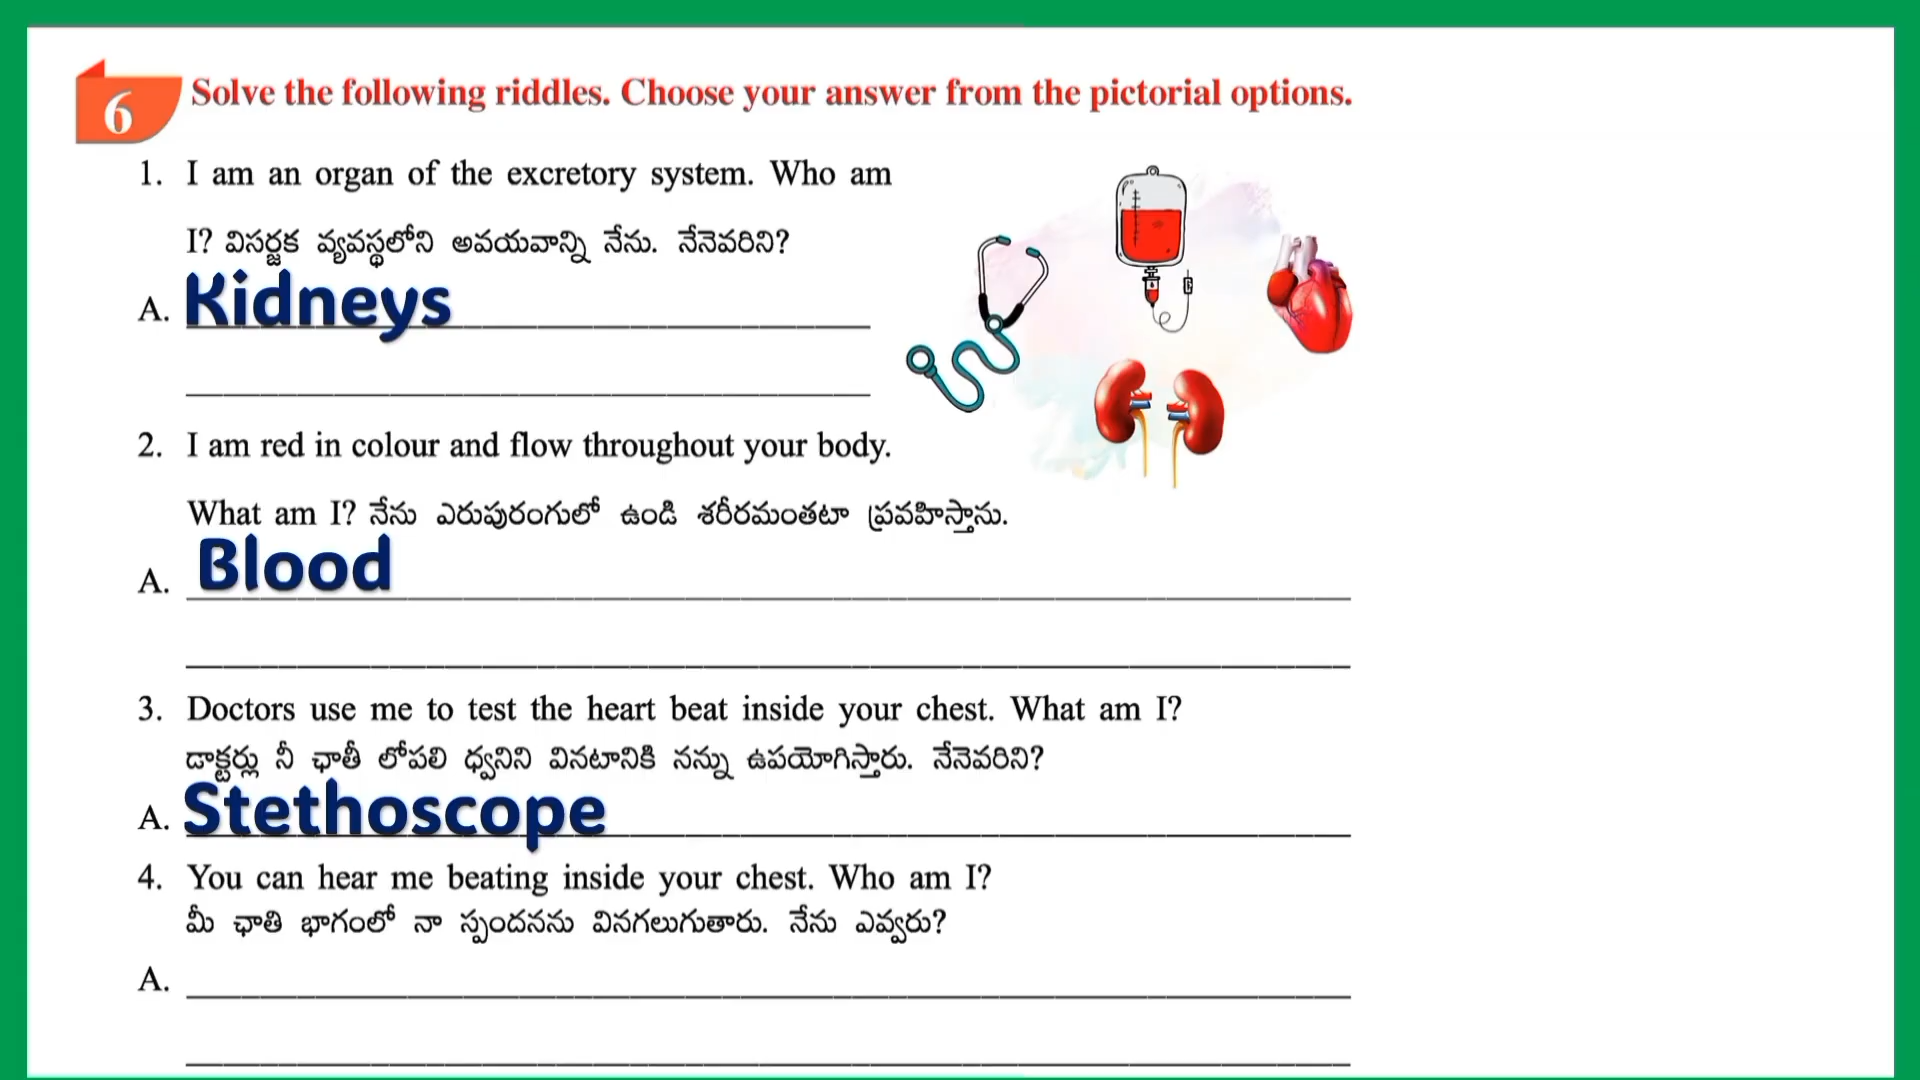 6 Solve the following riddles. Choose your answer from the pictorial options.
1. I am an organ of the excretory system. Who am
I? విసర్జక వ్యవస్థలోని అవయవాన్ని నేను. నేనెవరిని?
A. Kidneys
2. I am red in colour and flow throughout your body.
What am I? నేను ఎరుపురంగులో ఉండి శరీరమంతటా ప్రవహిస్తాను.
A. Blood
3. Doctors use me to test the heart beat inside your chest. What am I?
డాక్టర్లు నీ ఛాతీ లోపలి ధ్వనిని వినటానికి నన్ను ఉపయోగిస్తారు. నేనెవరిని?
A. Stethoscope
4. You can hear me beating inside your chest. Who am I?
మీ ఛాతి భాగంలో నా స్పందనను వినగలుగుతారు. నేను ఎవ్వరు?
A.